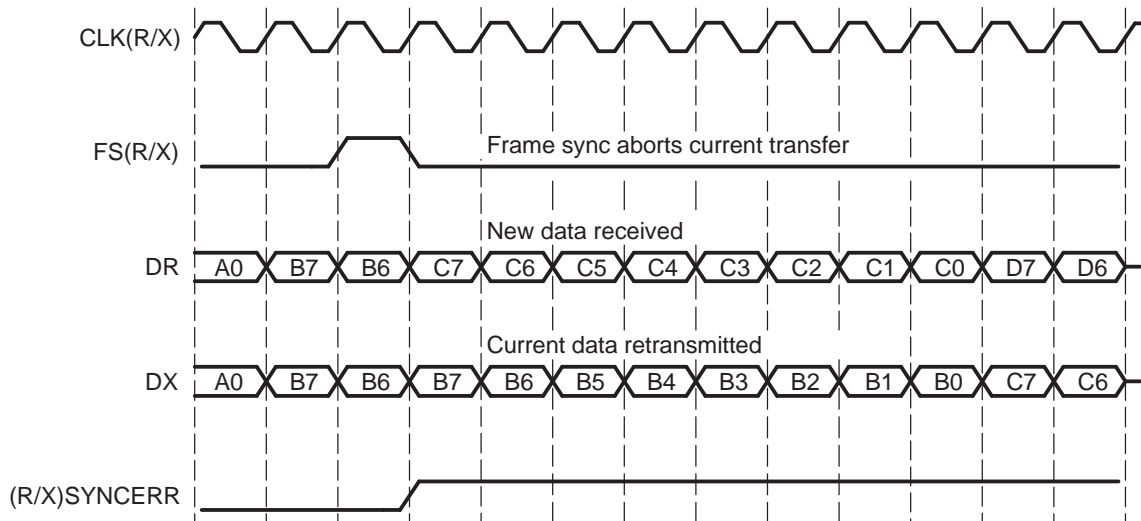 CLK(R/X)
FS(R/X)
Frame sync aborts current transfer
New data received
DR A0 B7 B6 C7 C6 C5 C4 C3 C2 C1 C0 D7 D6
Current data retransmitted
DX A0 B7 B6 B7 B6 B5 B4 B3 B2 B1 B0 C7 C6
(R/X)SYNCERR